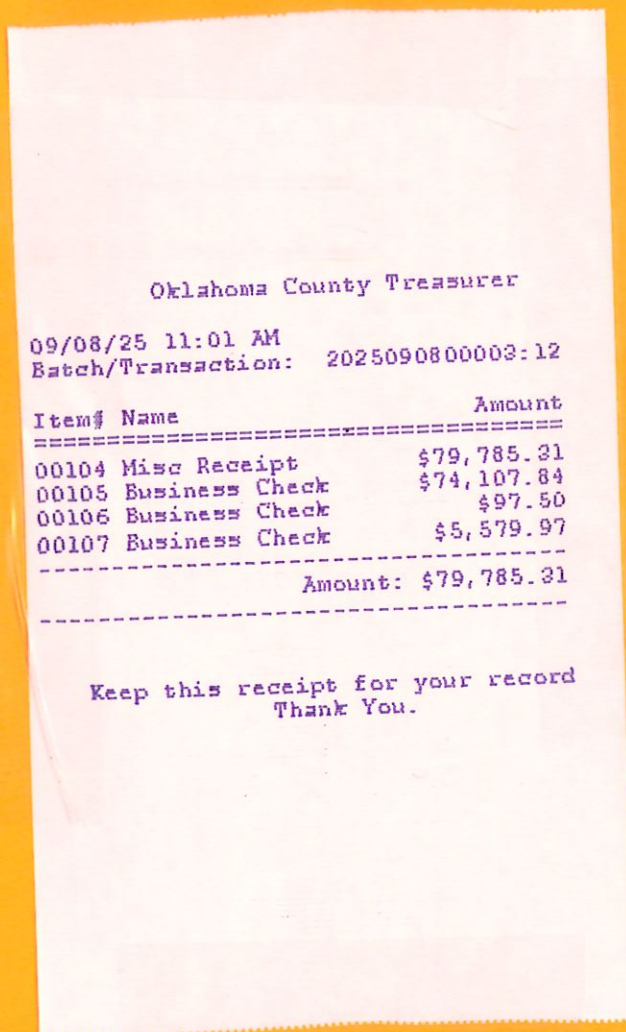 Oklahoma County Treasurer
09/08/25 11:01 AM
Batch/Transaction: 2025090800003:12
Item# Name Amount
=====================================
00104 Misc Receipt $79,785.31
00105 Business Check $74,107.84
00106 Business Check $97.50
00107 Business Check $5,579.97
-------------------------------------
Amount: $79,785.31
-------------------------------------
Keep this receipt for your record
Thank You.